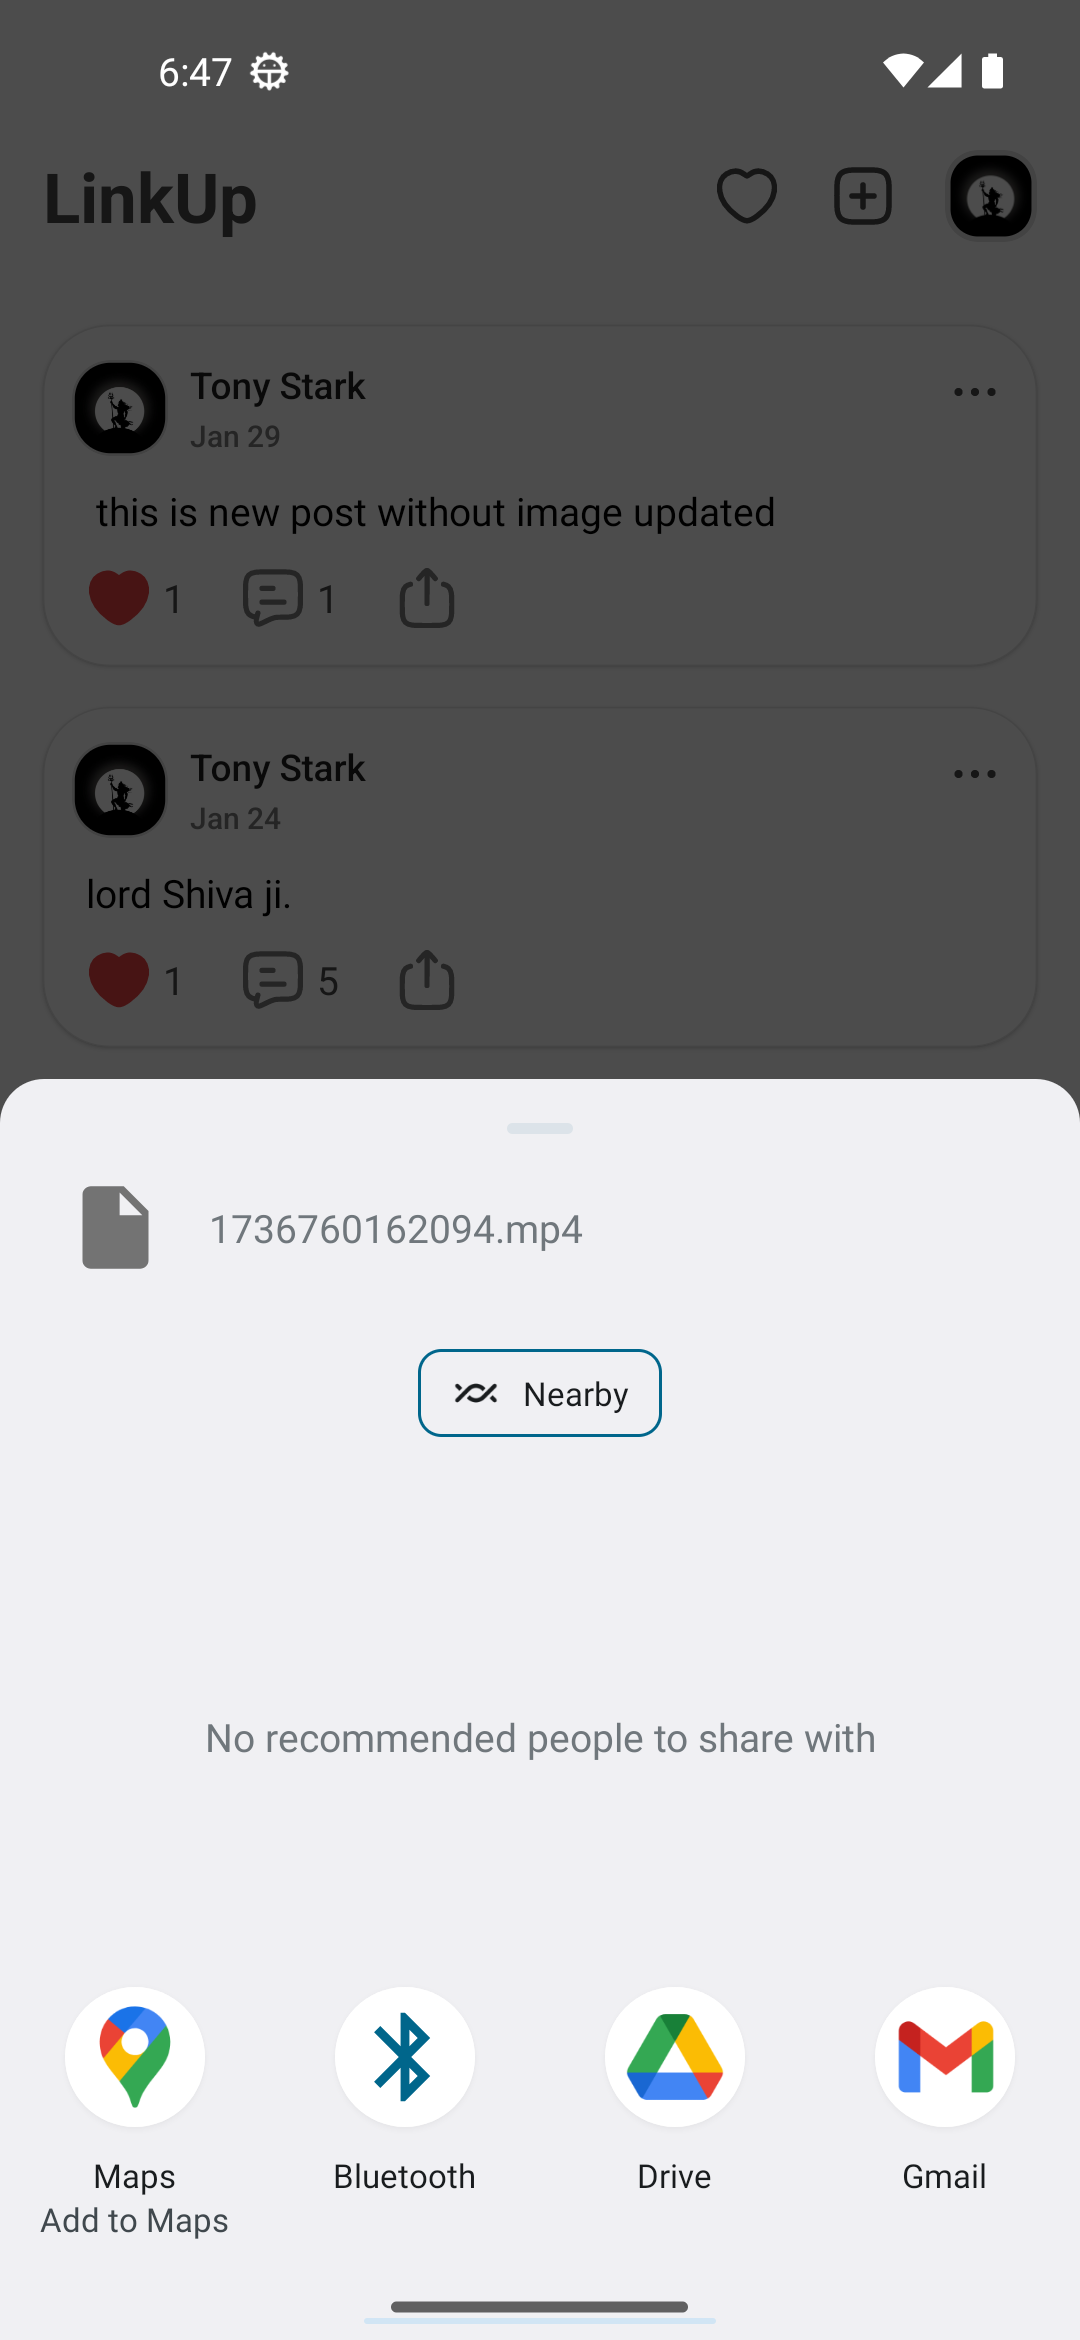 6:47
LinkUp
Tony Stark
Jan 29
this is new post without image updated
1 1
Tony Stark
Jan 24
lord Shiva ji.
1 5
1736760162094.mp4
Nearby
No recommended people to share with
Maps Bluetooth Drive Gmail
Add to Maps